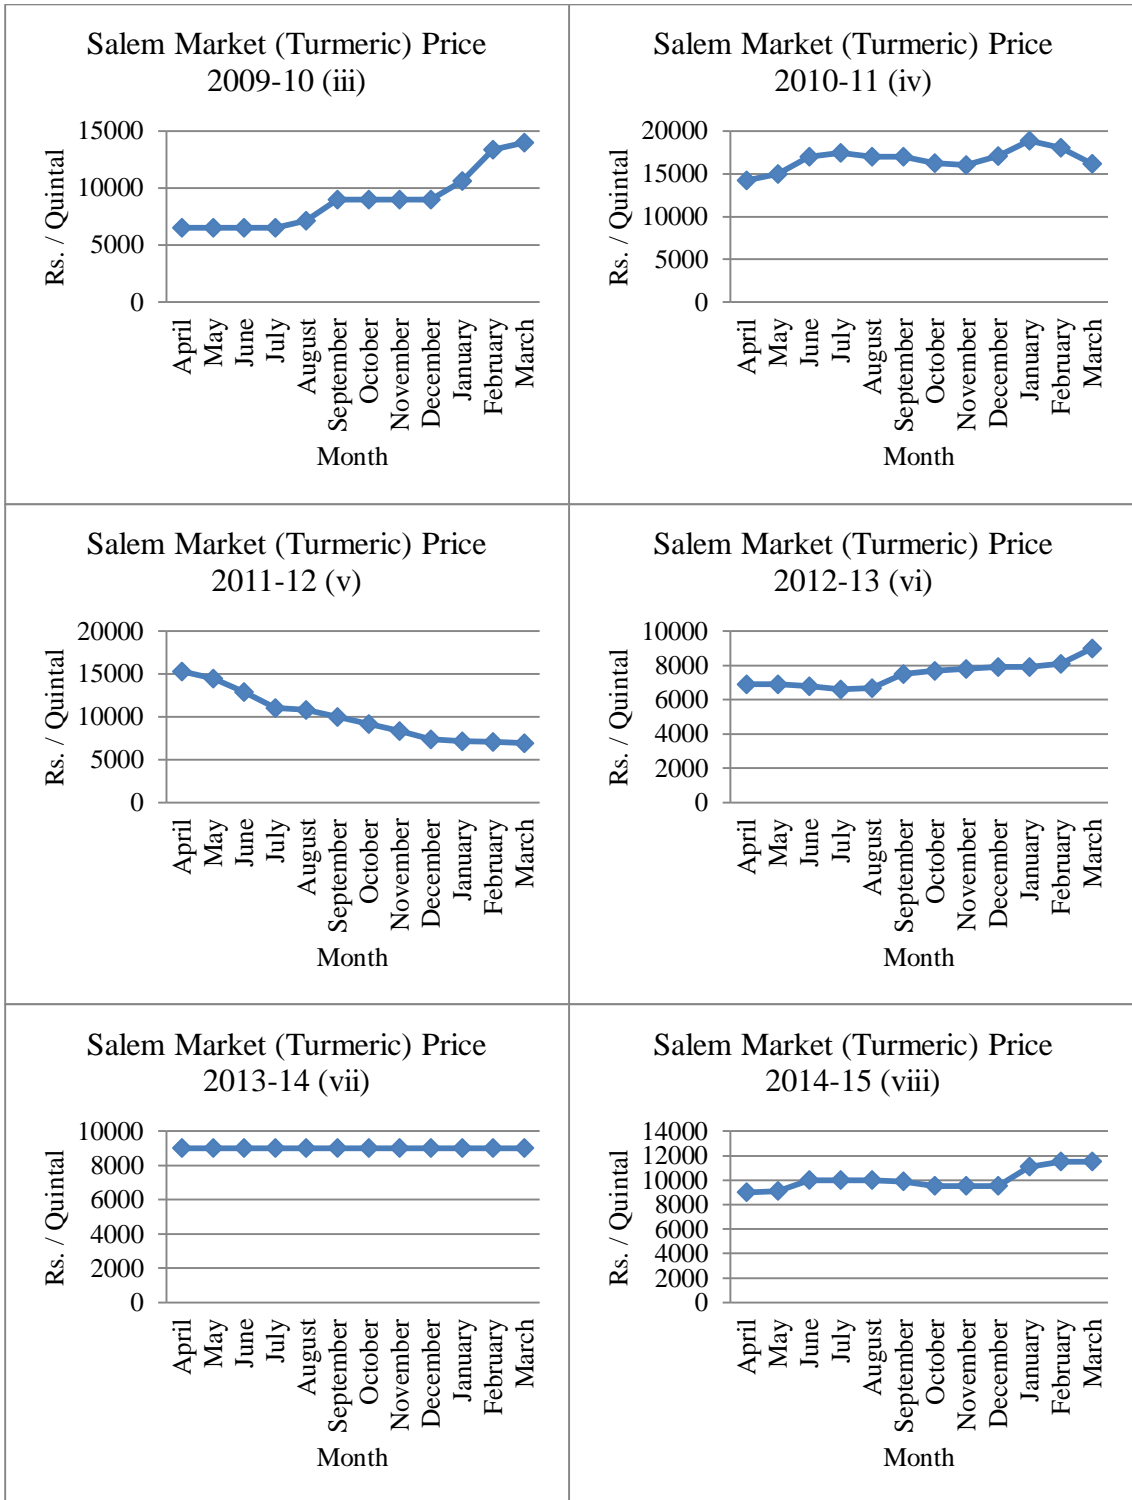 Salem Market (Turmeric) Price
2009-10 (iii)
15000
10000
5000
0
Rs. / Quintal
April
May
June
July
August
September
October
November
December
January
February
March
Month
Salem Market (Turmeric) Price
2010-11 (iv)
20000
15000
10000
5000
0
Rs. / Quintal
April
May
June
July
August
September
October
November
December
January
February
March
Month
Salem Market (Turmeric) Price
2011-12 (v)
20000
15000
10000
5000
0
Rs. / Quintal
April
May
June
July
August
September
October
November
December
January
February
March
Month
Salem Market (Turmeric) Price
2012-13 (vi)
10000
8000
6000
4000
2000
0
Rs. / Quintal
April
May
June
July
August
September
October
November
December
January
February
March
Month
Salem Market (Turmeric) Price
2013-14 (vii)
10000
8000
6000
4000
2000
0
Rs. / Quintal
April
May
June
July
August
September
October
November
December
January
February
March
Month
Salem Market (Turmeric) Price
2014-15 (viii)
14000
12000
10000
8000
6000
4000
2000
0
Rs. / Quintal
April
May
June
July
August
September
October
November
December
January
February
March
Month